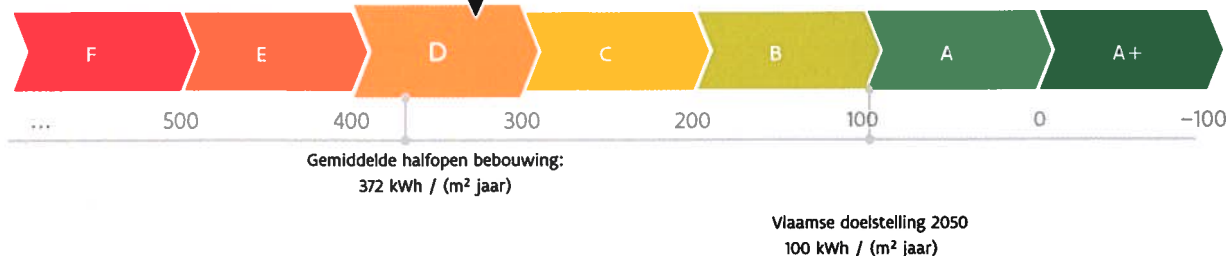 F E D C B A A+
... 500 400 300 200 100 0 −100
Gemiddelde halfopen bebouwing:
372 kWh / (m² jaar)
Vlaamse doelstelling 2050
100 kWh / (m² jaar)